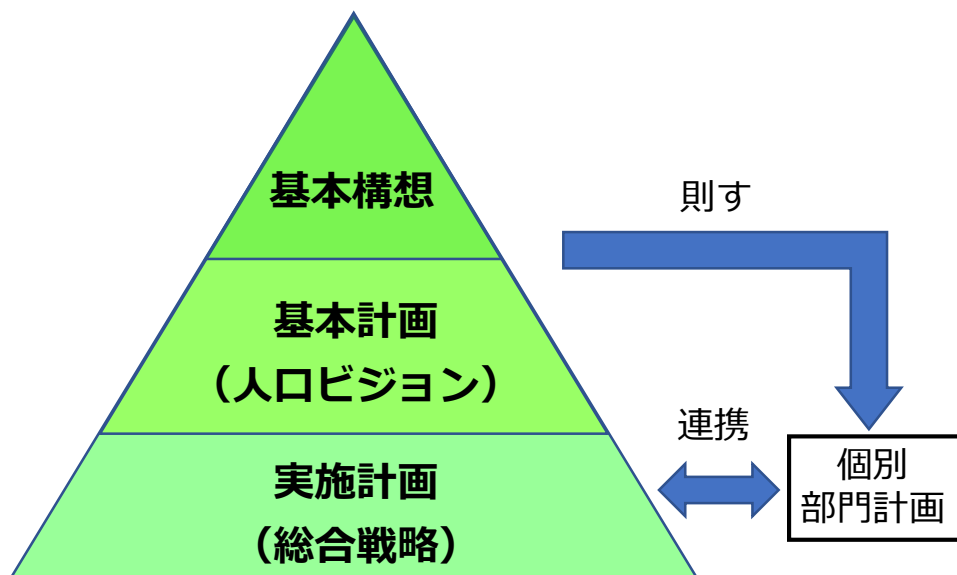 基本構想
則す
基本計画
（人口ビジョン）
連携
個別
部門計画
実施計画
（総合戦略）